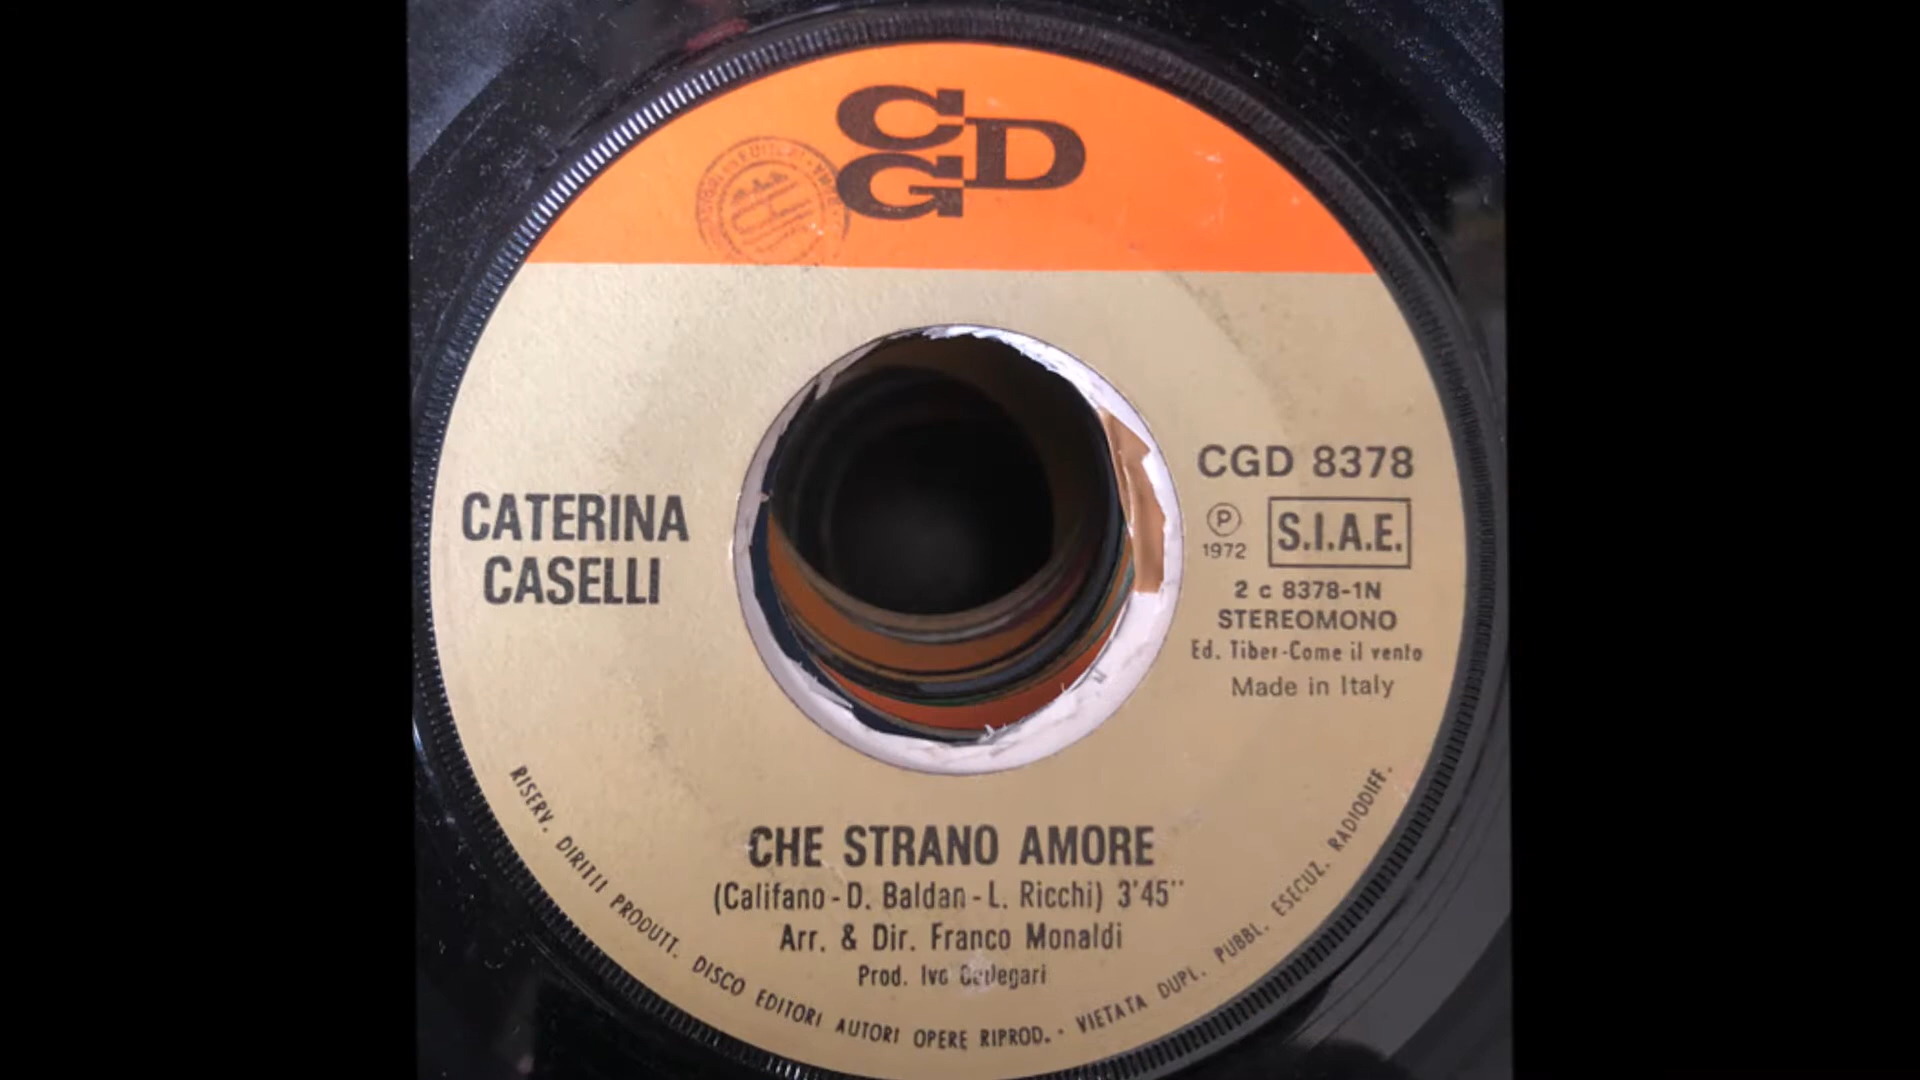 CGD
CATERINA
CASELLI
CGD 8378
P
1972
S.I.A.E.
2 c 8378-1N
STEREOMONO
Ed. Tiber-Come il vento
Made in Italy
CHE STRANO AMORE
(Califano - D. Baldan - L. Ricchi) 3'45"
Arr. & Dir. Franco Monaldi
Prod.
RISERV. DIRITTI PRODUTT. DISCO EDITORI AUTORI OPERE RIPROD. - VIETATA DUPL. PUBBL. ESECUZ. RADIODIFF.